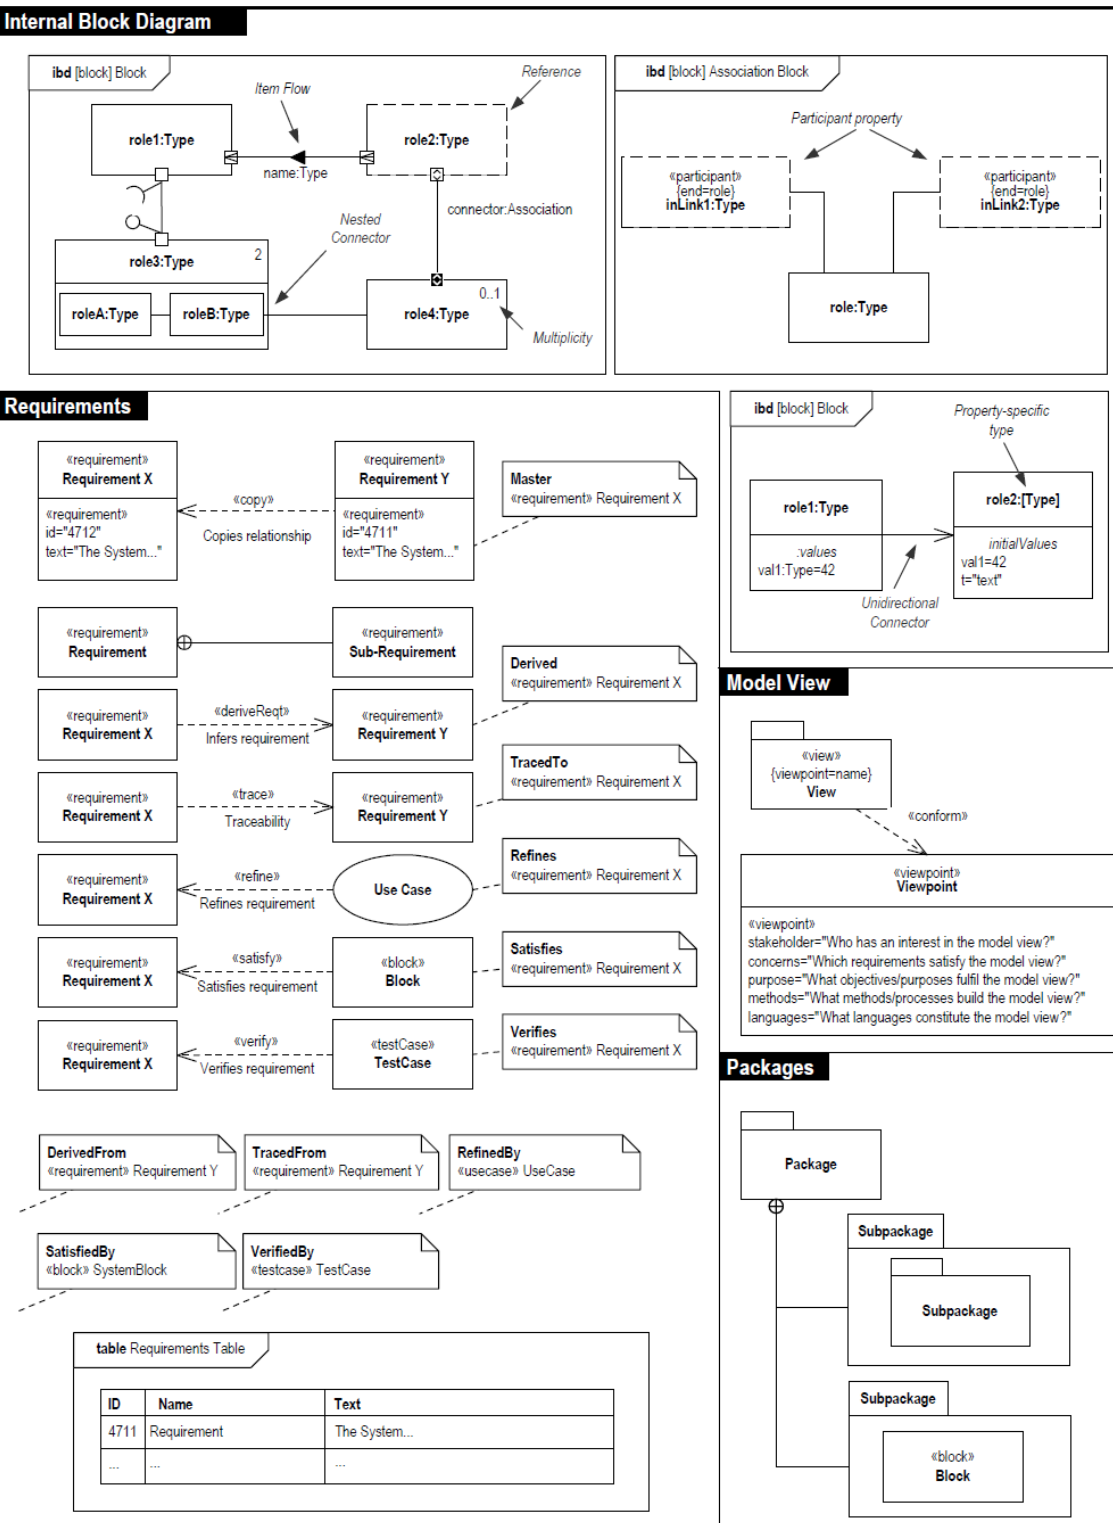 Internal Block Diagram
ibd [block] Block
Item Flow
Reference
role1:Type
role2:Type
name:Type
connector:Association
Nested
Connector
role3:Type
2
roleA:Type
roleB:Type
0..1
role4:Type
Multiplicity
ibd [block] Association Block
Participant property
«participant»
{end=role}
inLink1:Type
«participant»
{end=role}
inLink2:Type
role:Type
Requirements
«requirement»
Requirement X
«requirement»
id="4712"
text="The System..."
«copy»
Copies relationship
«requirement»
Requirement Y
«requirement»
id="4711"
text="The System..."
Master
«requirement» Requirement X
«requirement»
Requirement
«requirement»
Sub-Requirement
Derived
«requirement» Requirement X
«requirement»
Requirement X
«deriveReqt»
Infers requirement
«requirement»
Requirement Y
TracedTo
«requirement» Requirement X
«requirement»
Requirement X
«trace»
Traceability
«requirement»
Requirement Y
Refines
«requirement» Requirement X
«requirement»
Requirement X
«refine»
Refines requirement
Use Case
Satisfies
«requirement» Requirement X
«requirement»
Requirement X
«satisfy»
Satisfies requirement
«block»
Block
Verifies
«requirement» Requirement X
«requirement»
Requirement X
«verify»
Verifies requirement
«testCase»
TestCase
DerivedFrom
«requirement» Requirement Y
TracedFrom
«requirement» Requirement Y
RefinedBy
«usecase» UseCase
SatisfiedBy
«block» SystemBlock
VerifiedBy
«testcase» TestCase
table Requirements Table
ID Name Text
4711 Requirement The System...
... ... ...
ibd [block] Block
Property-specific
type
role1:Type
:values
val1:Type=42
role2:[Type]
initialValues
val1=42
t="text"
Unidirectional
Connector
Model View
«view»
{viewpoint=name}
View
«conform»
«viewpoint»
Viewpoint
«viewpoint»
stakeholder="Who has an interest in the model view?"
concerns="Which requirements satisfy the model view?"
purpose="What objectives/purposes fulfil the model view?"
methods="What methods/processes build the model view?"
languages="What languages constitute the model view?"
Packages
Package
Subpackage
Subpackage
Subpackage
«block»
Block